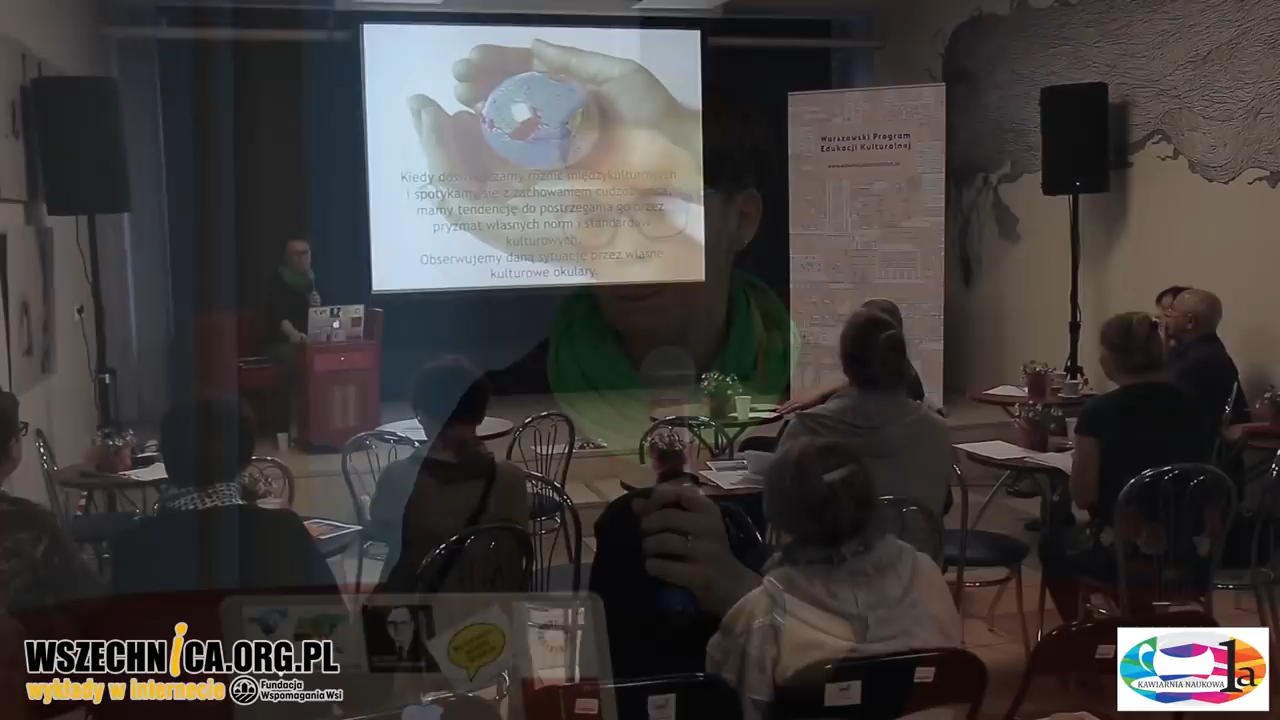 Kiedy doświadczamy różnic międzykulturowych
i spotykamy się z zachowaniem cudzoziemca,
mamy tendencję do postrzegania go przez
pryzmat własnych norm i standardów
kulturowych.
Obserwujemy daną sytuację przez własne
kulturowe okulary.
Warszawski Program
Edukacji Kulturalnej
WSZECHNICA.ORG.PL
wykłady w internecie
Fundacja
Wspomagania Wsi
KAWIARNIA NAUKOWA
1a